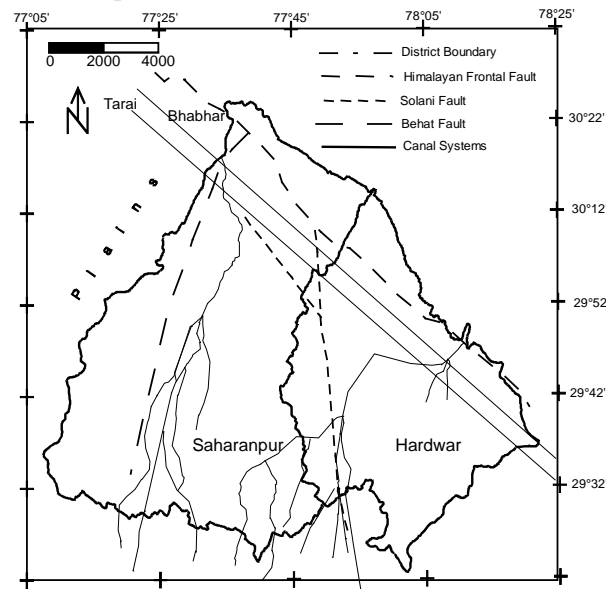 77°05' 77°25' 77°45' 78°05' 78°25'
0 2000 4000
District Boundary
Himalayan Frontal Fault
Solani Fault
Behat Fault
Canal Systems
N
Tarai
Bhabhar
Plains
30°22'
30°12'
29°52'
29°42'
29°32'
Saharanpur
Hardwar